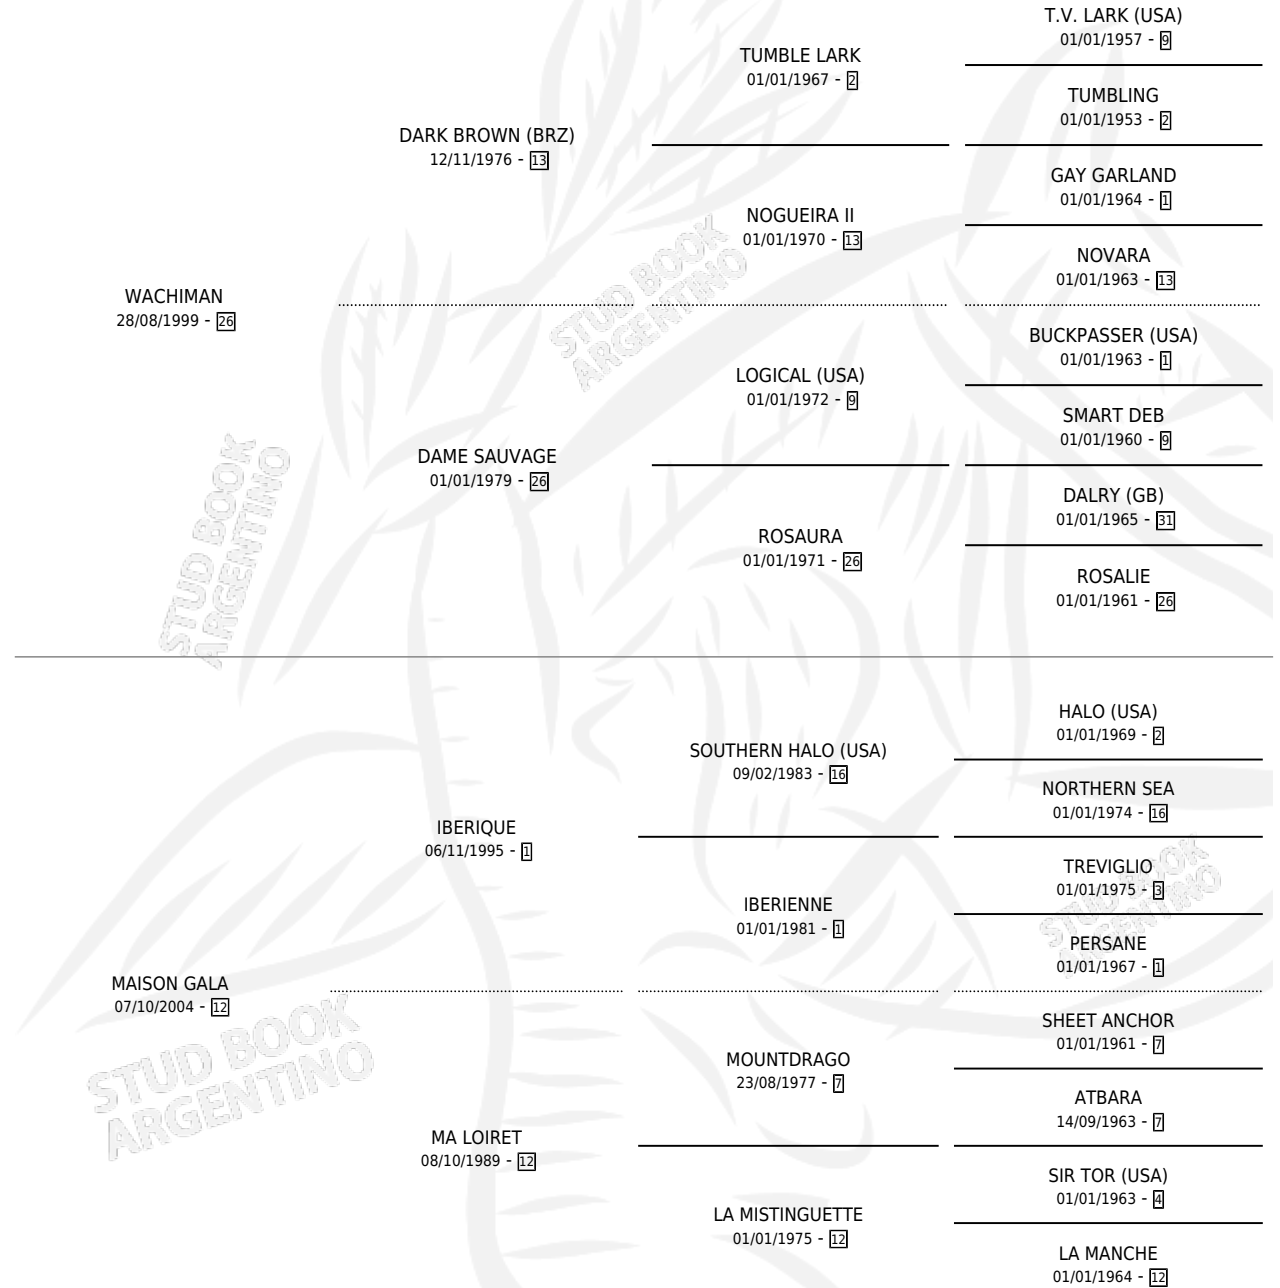 T.V. LARK (USA)
01/01/1957 - 9
TUMBLE LARK
01/01/1967 - 2
TUMBLING
01/01/1953 - 2
DARK BROWN (BRZ)
12/11/1976 - 13
GAY GARLAND
01/01/1964 - 1
NOGUEIRA II
01/01/1970 - 13
NOVARA
01/01/1963 - 13
WACHIMAN
28/08/1999 - 26
STUD BOOK
ARGENTINO
BUCKPASSER (USA)
01/01/1963 - 1
LOGICAL (USA)
01/01/1972 - 9
SMART DEB
01/01/1960 - 9
DAME SAUVAGE
01/01/1979 - 26
DALRY (GB)
01/01/1965 - 31
ROSAURA
01/01/1971 - 26
ROSALIE
01/01/1961 - 26
STUD BOOK
ARGENTINO
HALO (USA)
01/01/1969 - 2
SOUTHERN HALO (USA)
09/02/1983 - 16
NORTHERN SEA
01/01/1974 - 16
IBERIQUE
06/11/1995 - 1
TREVIGLIO
01/01/1975 - 3
IBERIENNE
01/01/1981 - 1
PERSANE
01/01/1967 - 1
STUD BOOK
ARGENTINO
MAISON GALA
07/10/2004 - 12
SHEET ANCHOR
01/01/1961 - 7
MOUNTDRAGO
23/08/1977 - 7
ATBARA
14/09/1963 - 7
STUD BOOK
ARGENTINO
MA LOIRET
08/10/1989 - 12
SIR TOR (USA)
01/01/1963 - 4
LA MISTINGUETTE
01/01/1975 - 12
LA MANCHE
01/01/1964 - 12